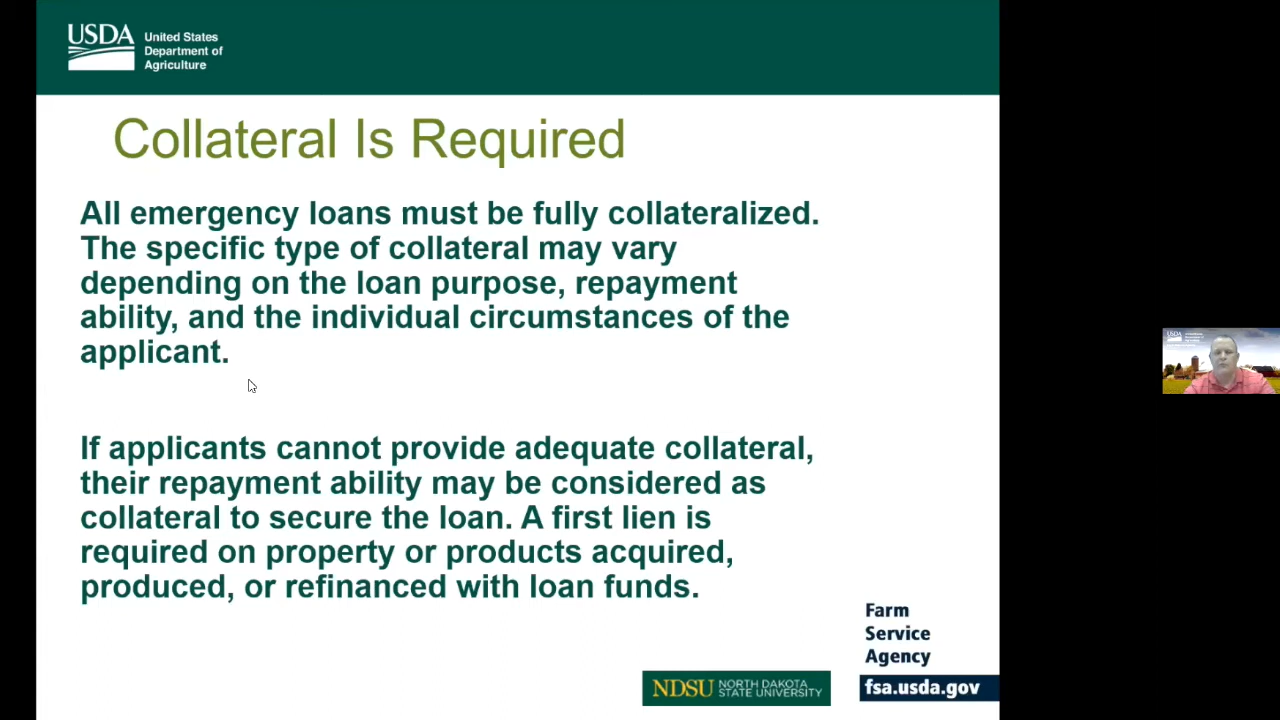 USDA
United States
Department of
Agriculture
Collateral Is Required
All emergency loans must be fully collateralized.
The specific type of collateral may vary
depending on the loan purpose, repayment
ability, and the individual circumstances of the
applicant.
If applicants cannot provide adequate collateral,
their repayment ability may be considered as
collateral to secure the loan. A first lien is
required on property or products acquired,
produced, or refinanced with loan funds.
Farm
Service
Agency
fsa.usda.gov
NDSU NORTH DAKOTA
STATE UNIVERSITY
USDA